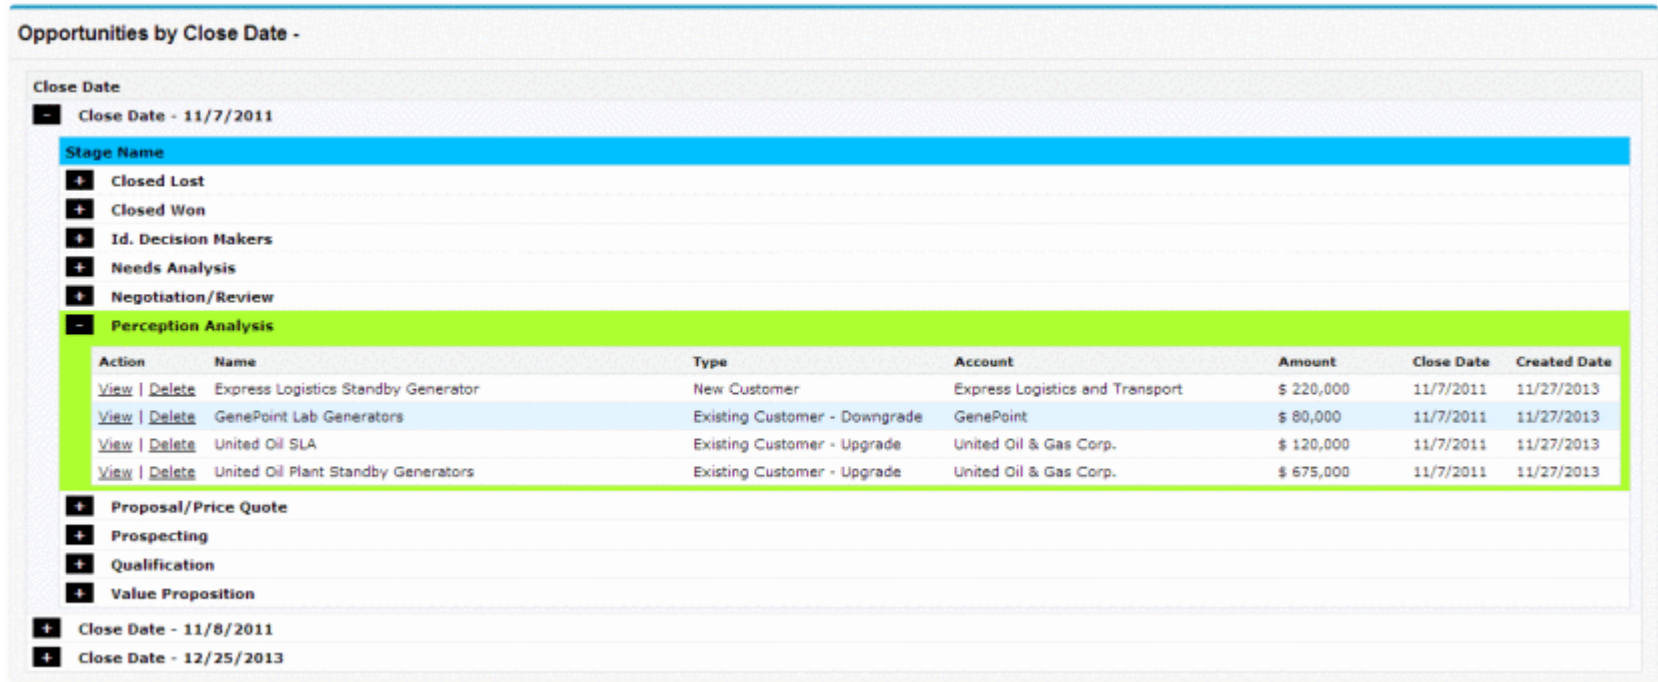 Opportunities by Close Date -
Close Date
- Close Date - 11/7/2011
Stage Name
+ Closed Lost
+ Closed Won
+ Id. Decision Makers
+ Needs Analysis
+ Negotiation/Review
- Perception Analysis
Action Name Type Account Amount Close Date Created Date
View | Delete Express Logistics Standby Generator New Customer Express Logistics and Transport $ 220,000 11/7/2011 11/27/2013
View | Delete GenePoint Lab Generators Existing Customer - Downgrade GenePoint $ 80,000 11/7/2011 11/27/2013
View | Delete United Oil SLA Existing Customer - Upgrade United Oil & Gas Corp. $ 120,000 11/7/2011 11/27/2013
View | Delete United Oil Plant Standby Generators Existing Customer - Upgrade United Oil & Gas Corp. $ 675,000 11/7/2011 11/27/2013
+ Proposal/Price Quote
+ Prospecting
+ Qualification
+ Value Proposition
+ Close Date - 11/8/2011
+ Close Date - 12/25/2013